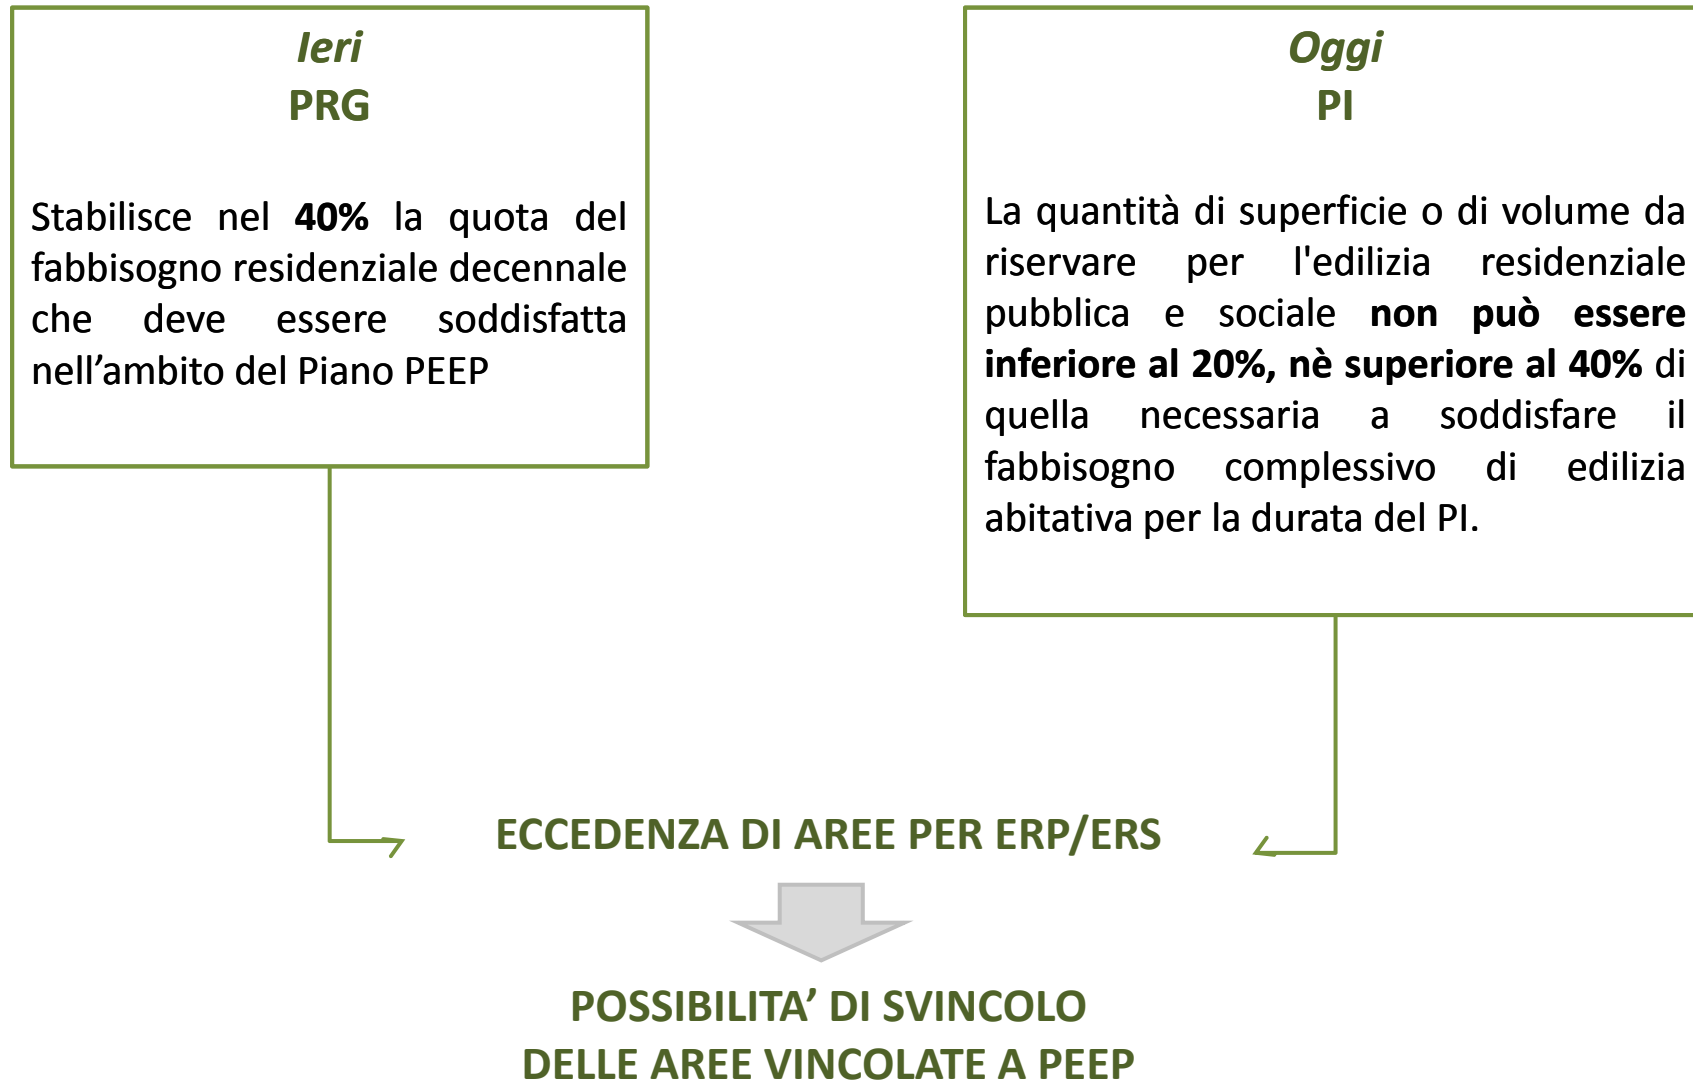 Ieri
PRG
Stabilisce nel 40% la quota del
fabbisogno residenziale decennale
che deve essere soddisfatta
nell’ambito del Piano PEEP
Oggi
PI
La quantità di superficie o di volume da
riservare per l'edilizia residenziale
pubblica e sociale non può essere
inferiore al 20%, nè superiore al 40% di
quella necessaria a soddisfare il
fabbisogno complessivo di edilizia
abitativa per la durata del PI.
ECCEDENZA DI AREE PER ERP/ERS
POSSIBILITA’ DI SVINCOLO
DELLE AREE VINCOLATE A PEEP